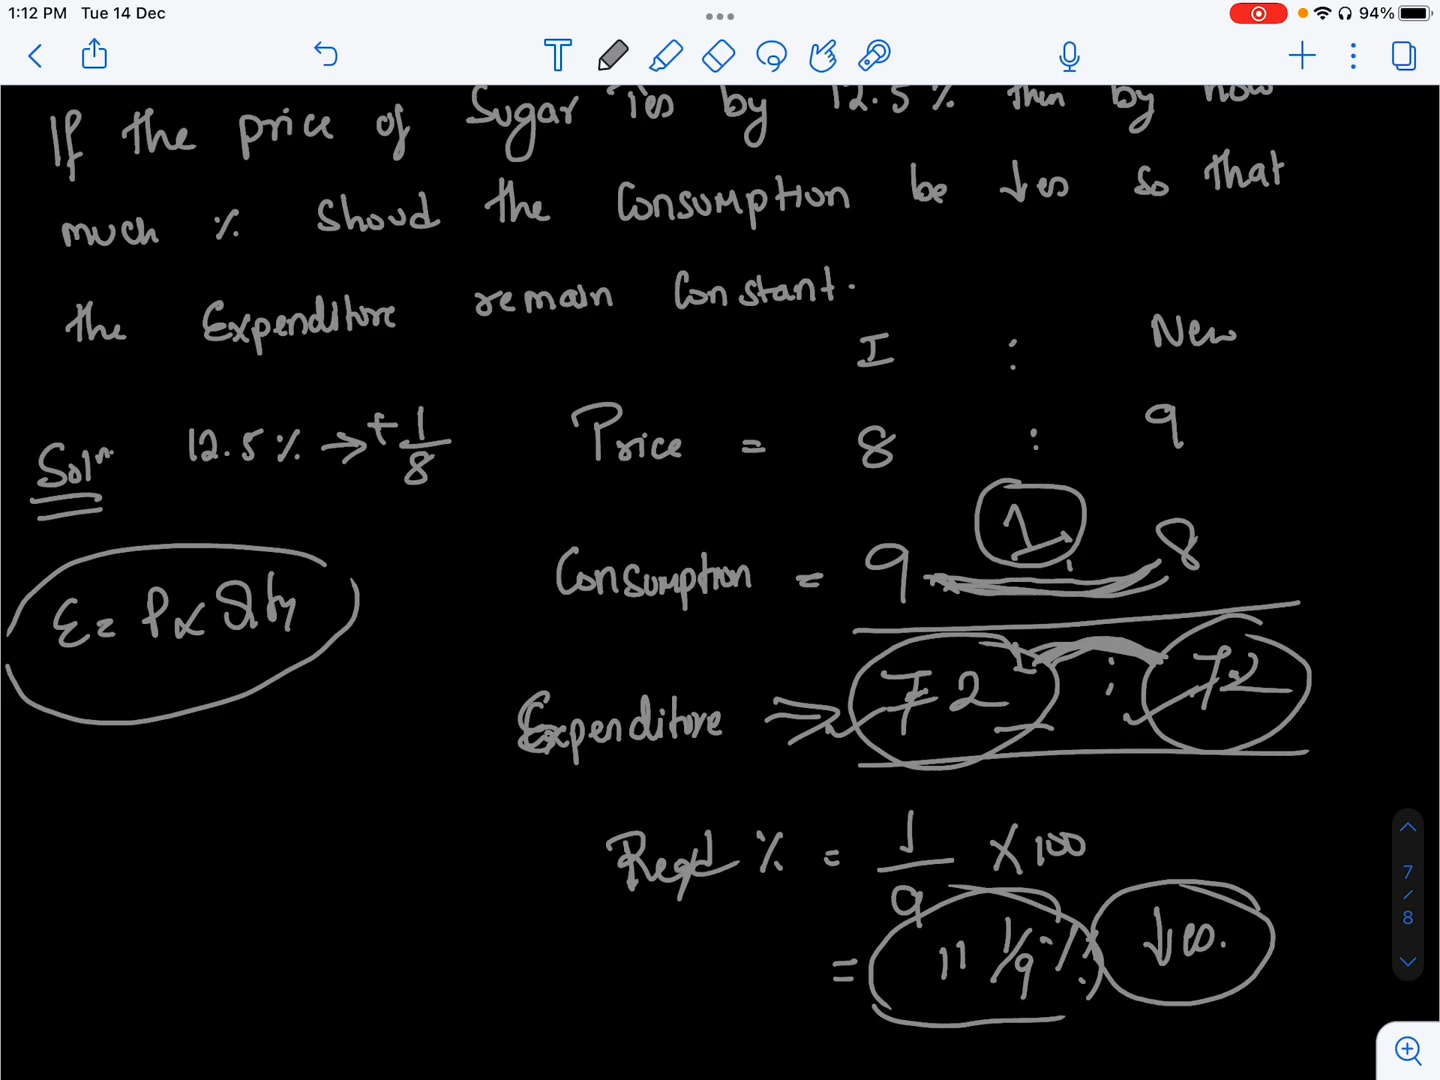 1:12 PM Tue 14 Dec 94%
If the price of Sugar ↑es by 12.5% then by how
much % Shoud the Consumption be ↓es so that
the Expenditure remain Constant.
I : New
Soln. 12.5% → +1/8 Price = 8 : 9
1
Consumption = 9 8
E = P × Qty
Expenditure ⇒ 72 : 72
Reqd % = 1/9 × 100
= 11 1/9 % ↓es.
7
/
8